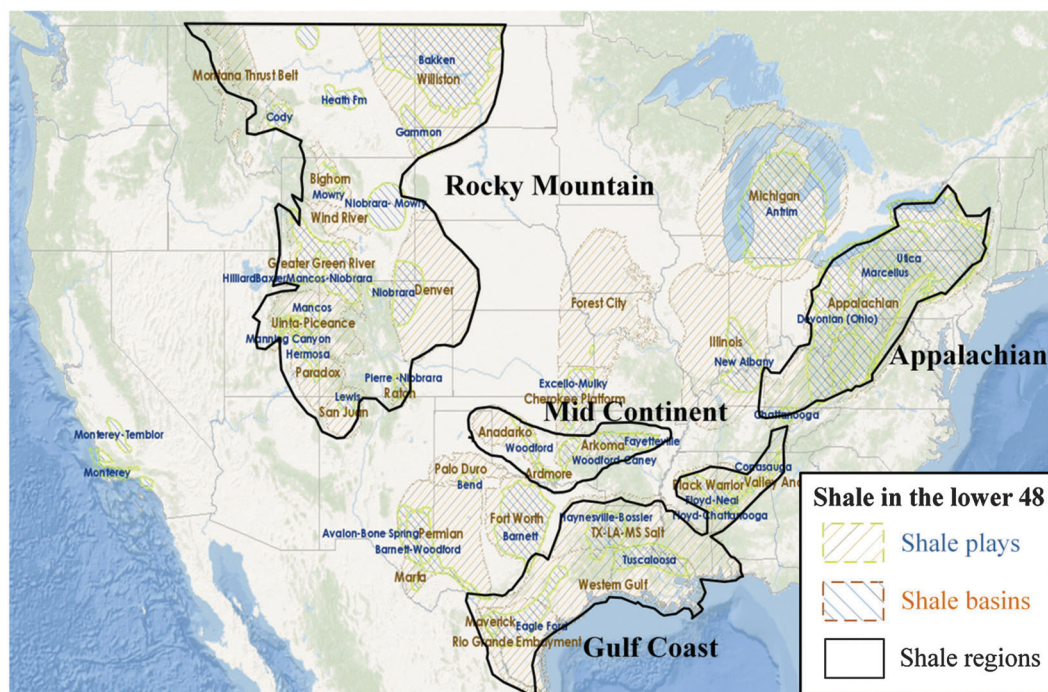 Bakken
Williston
Montana Thrust Belt
Heath Fm
Cody
Gammon
Bighorn
Mowry
Niobrara- Mowry
Wind River
Rocky Mountain
Michigan
Antrim
Greater Green River
HilliardBaxterMancos-Niobrara
Niobrara
Denver
Mancos
Uinta-Piceance
Manning Canyon
Hermosa
Paradox
Pierre -Niobrara
Raton
Lewis
San Juan
Forest City
Illinois
New Albany
Utica
Marcellus
Appalachian
Devonian (Ohio)
Appalachian
Excello-Mulky
Cherokee Platform
Mid Continent
Chattanooga
Monterey-Temblor
Monterey
Anadarko
Woodford
Arkoma
Fayetteville
Woodford-Caney
Ardmore
Palo Duro
Bend
Conasauga
Black Warrior
Valley And
Floyd-Neal
Floyd-Chattanooga
Avalon-Bone Spring
Permian
Barnett-Woodford
Marfa
Fort Worth
Barnett
Haynesville-Bossier
TX-LA-MS Salt
Tuscaloosa
Western Gulf
Maverick
Eagle Ford
Rio Grande Embayment
Gulf Coast
Shale in the lower 48
Shale plays
Shale basins
Shale regions